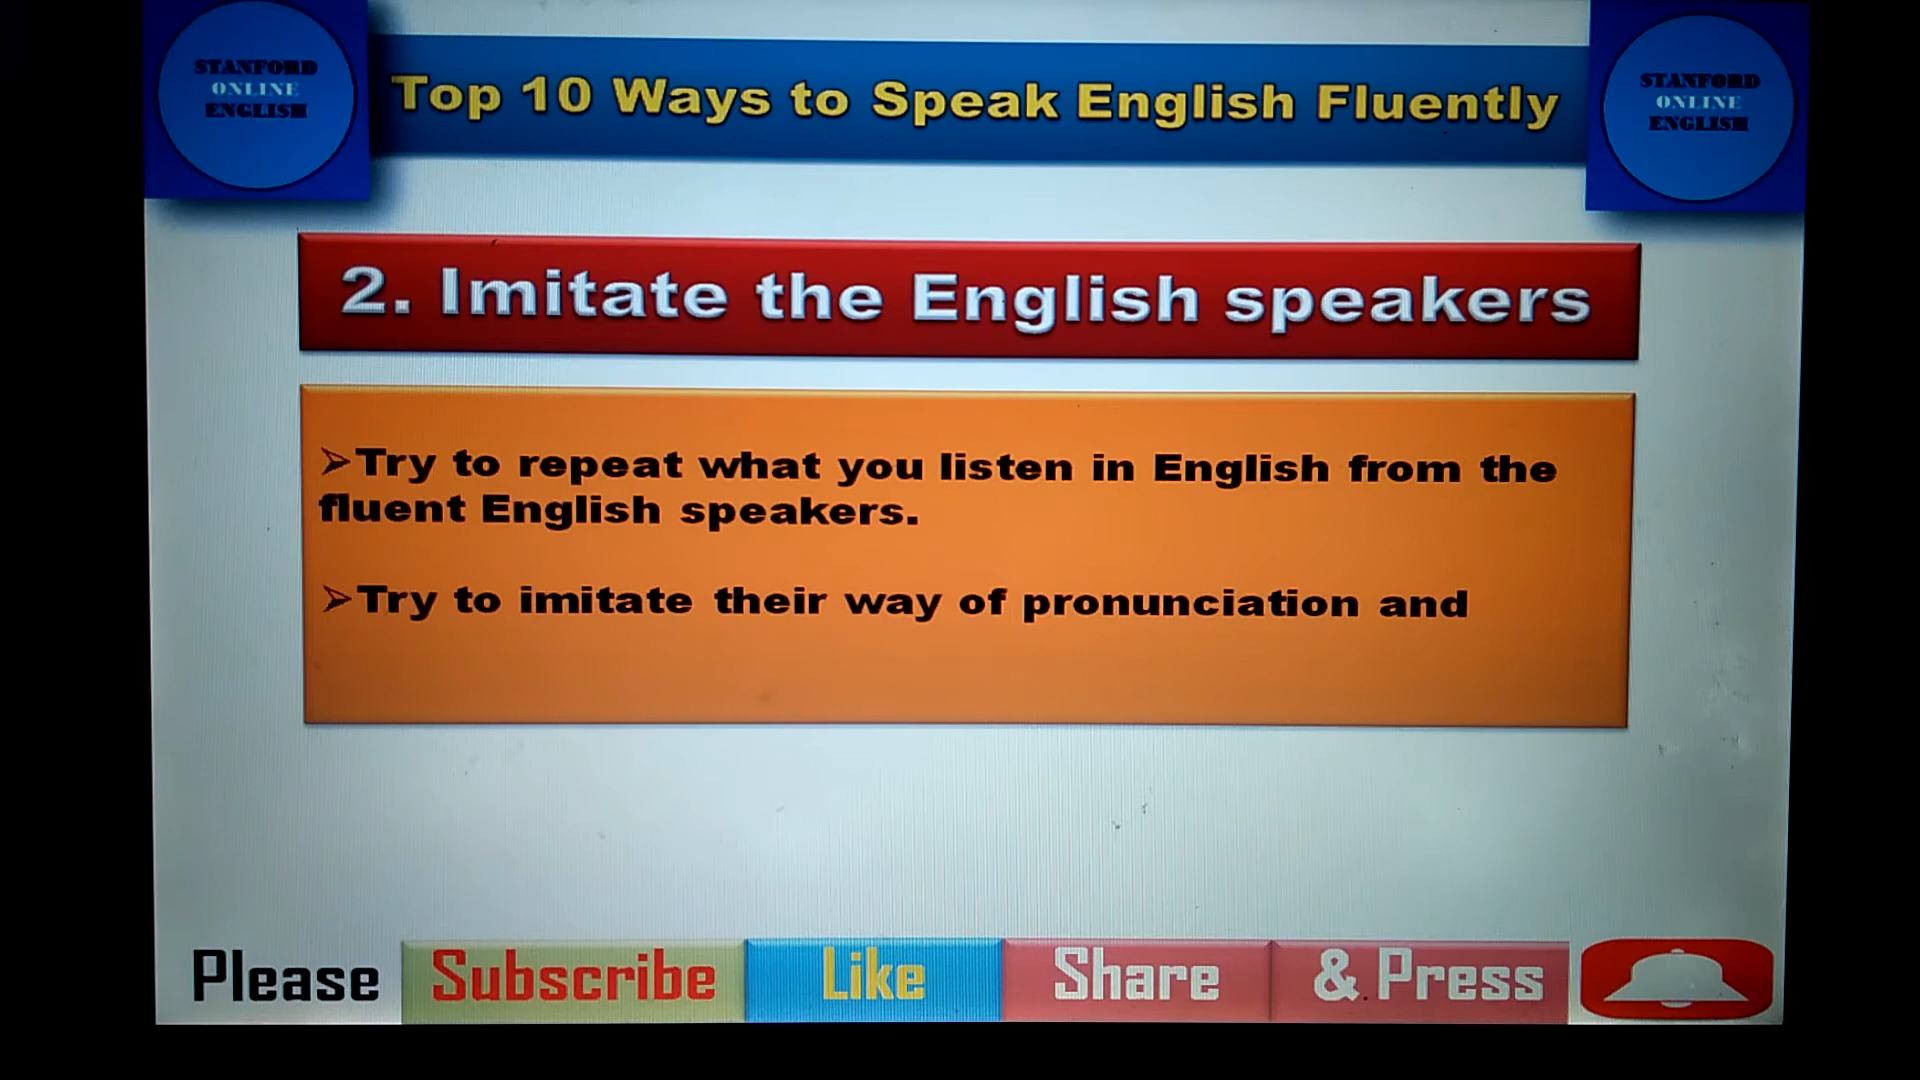 STANFORD
ONLINE
ENGLISH
Top 10 Ways to Speak English Fluently
STANFORD
ONLINE
ENGLISH
2. Imitate the English speakers
➢Try to repeat what you listen in English from the
fluent English speakers.
➢Try to imitate their way of pronunciation and
Please Subscribe Like Share & Press